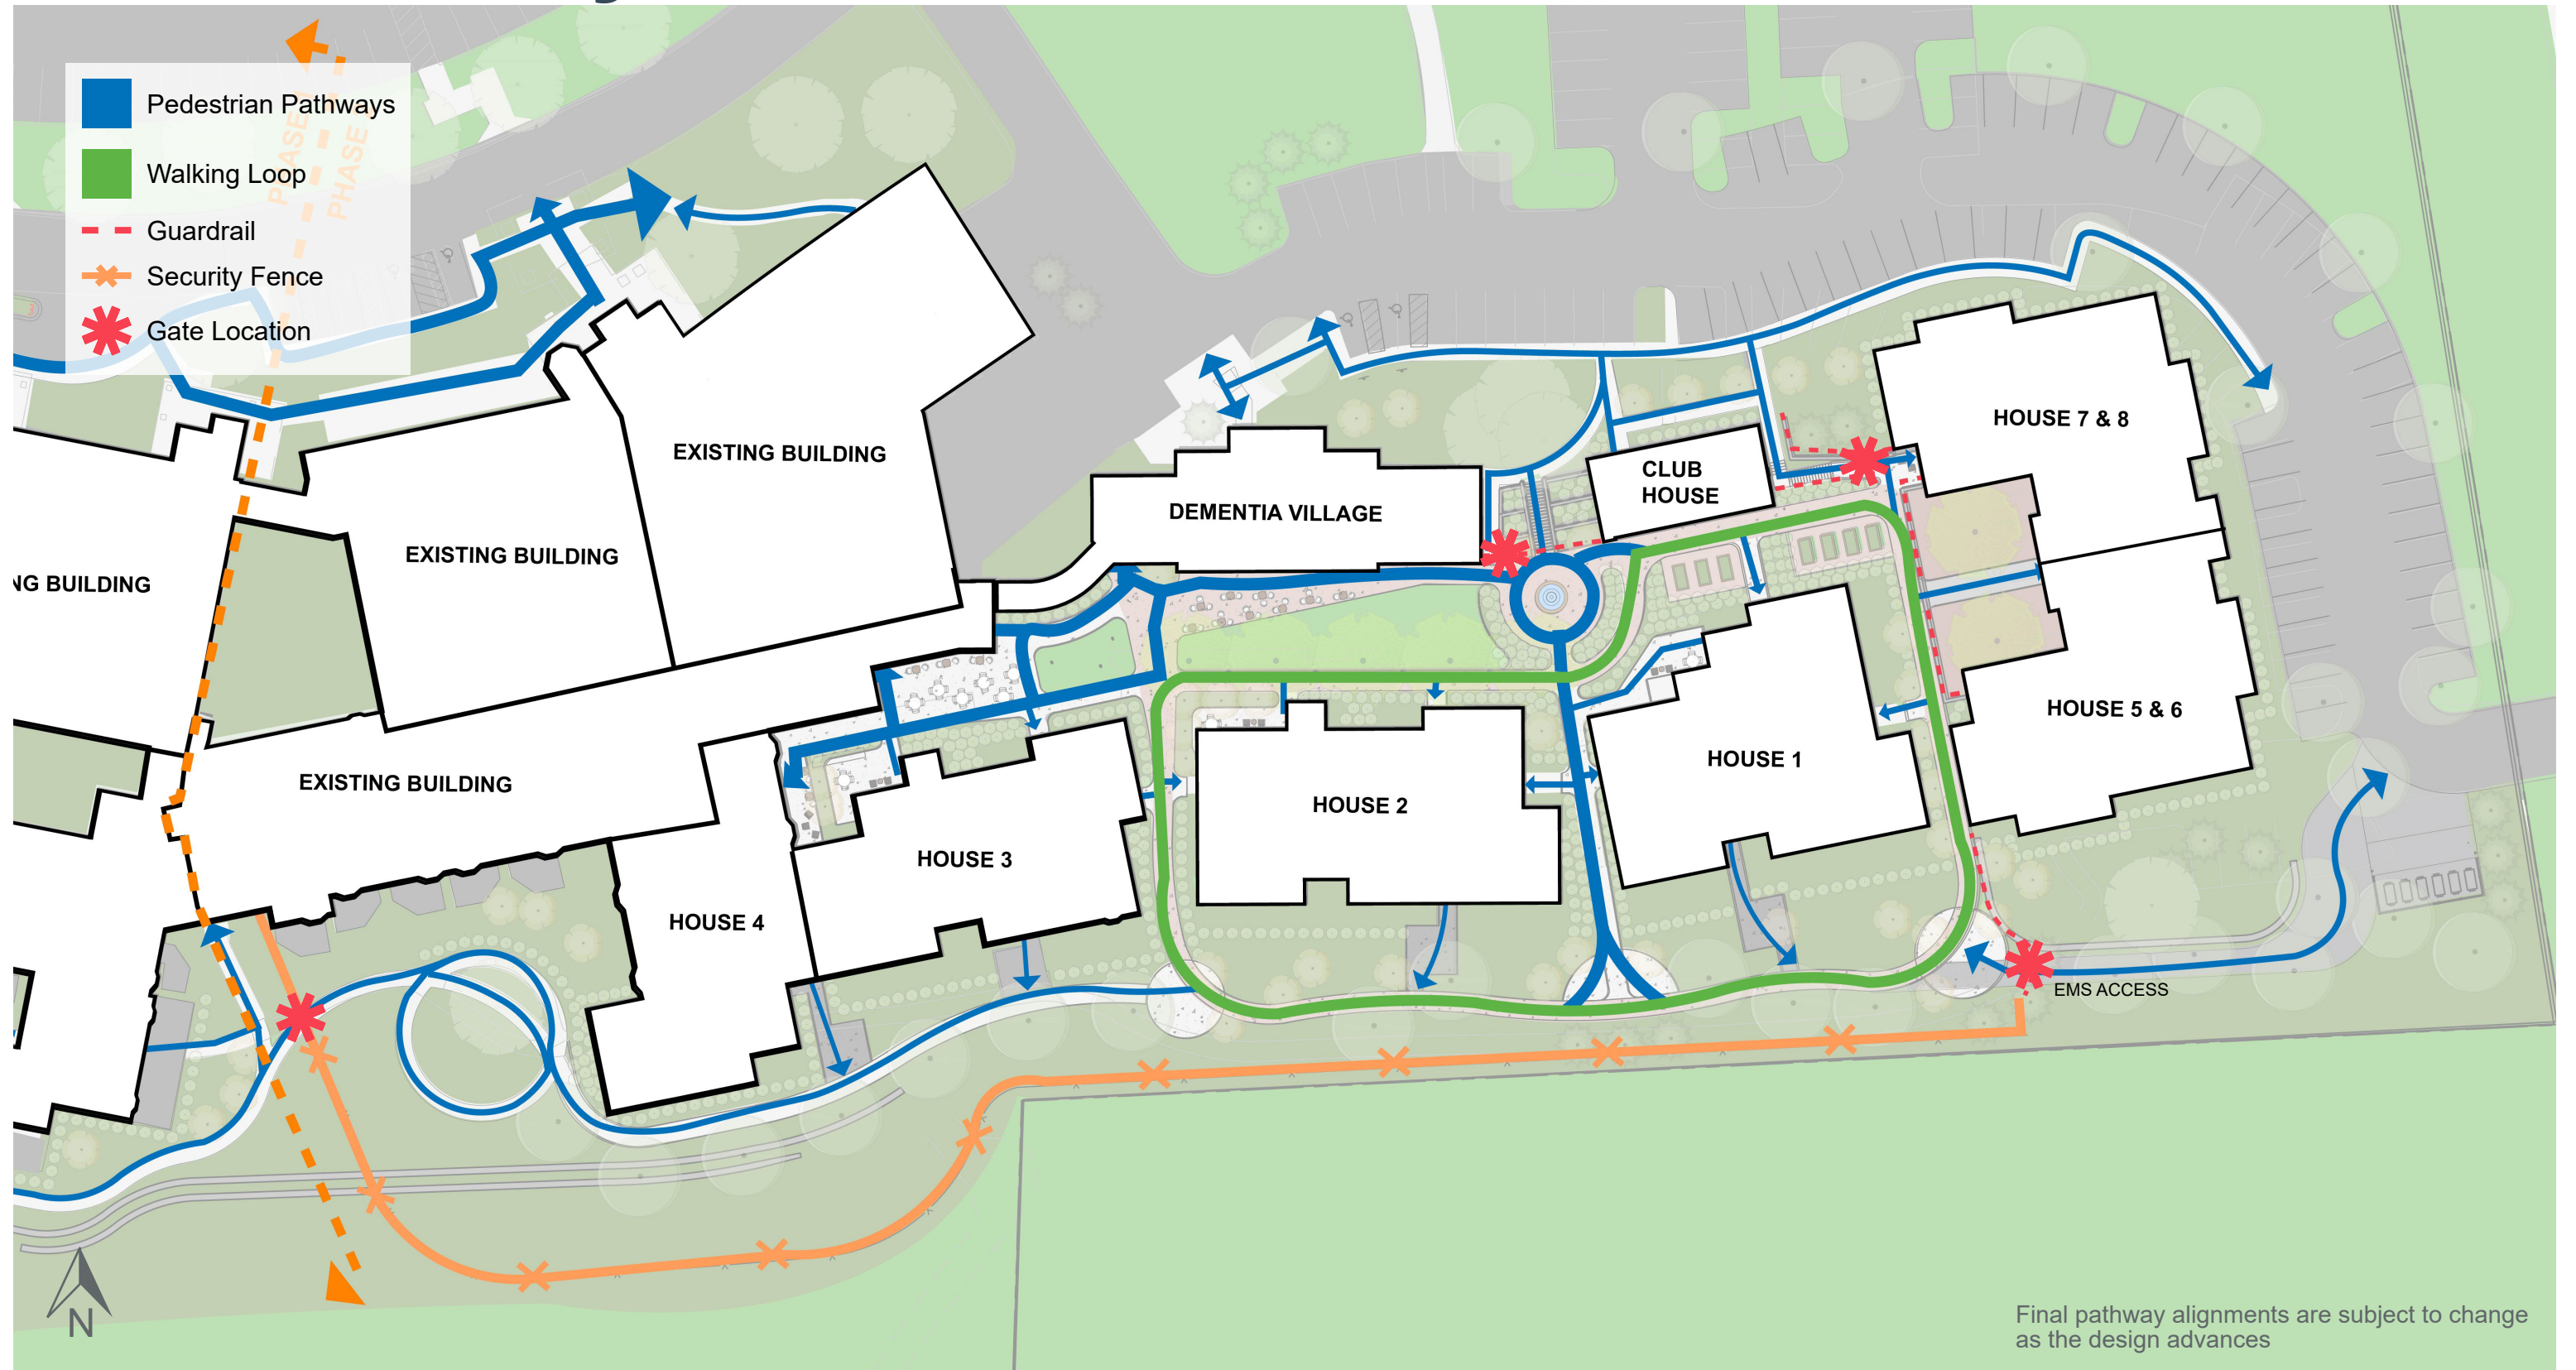 Pedestrian Pathways
Walking Loop
Guardrail
Security Fence
Gate Location
PHASE
PHASE
EXISTING BUILDING
EXISTING BUILDING
NG BUILDING
EXISTING BUILDING
DEMENTIA VILLAGE
CLUB
HOUSE
HOUSE 7 & 8
HOUSE 5 & 6
HOUSE 1
HOUSE 2
HOUSE 3
HOUSE 4
EMS ACCESS
N
Final pathway alignments are subject to change
as the design advances